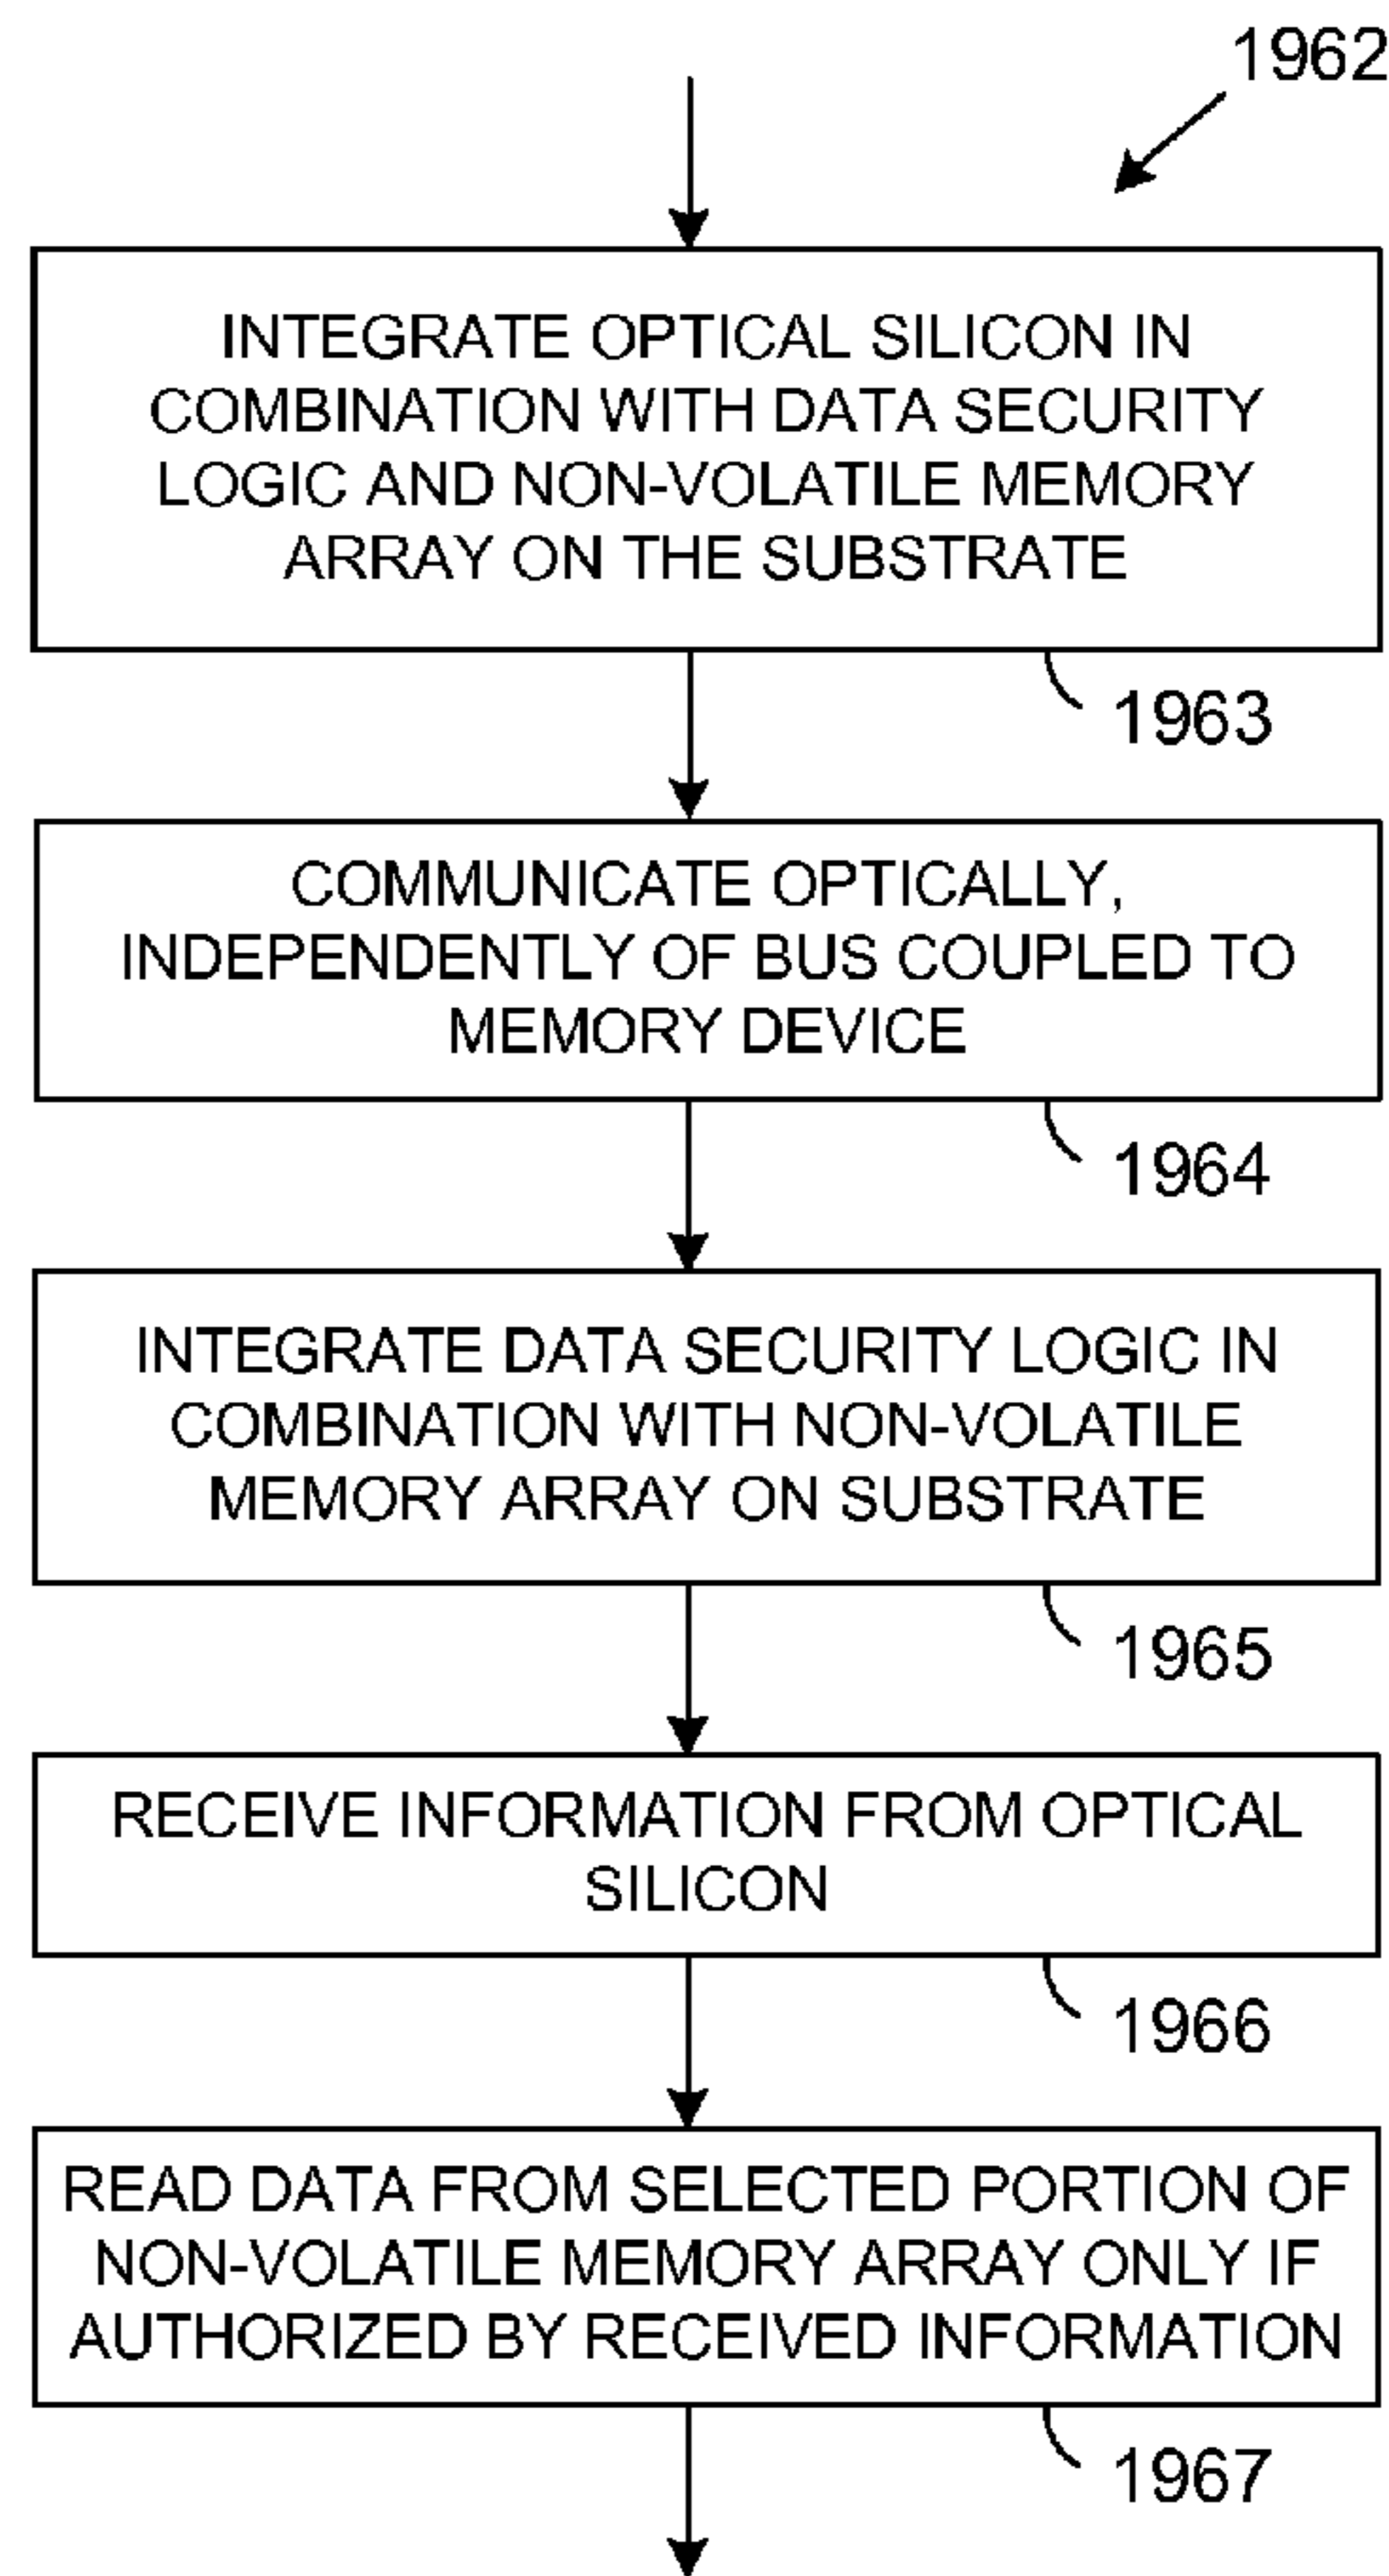 1962
INTEGRATE OPTICAL SILICON IN
COMBINATION WITH DATA SECURITY
LOGIC AND NON-VOLATILE MEMORY
ARRAY ON THE SUBSTRATE
1963
COMMUNICATE OPTICALLY,
INDEPENDENTLY OF BUS COUPLED TO
MEMORY DEVICE
1964
INTEGRATE DATA SECURITY LOGIC IN
COMBINATION WITH NON-VOLATILE
MEMORY ARRAY ON SUBSTRATE
1965
RECEIVE INFORMATION FROM OPTICAL
SILICON
1966
READ DATA FROM SELECTED PORTION OF
NON-VOLATILE MEMORY ARRAY ONLY IF
AUTHORIZED BY RECEIVED INFORMATION
1967